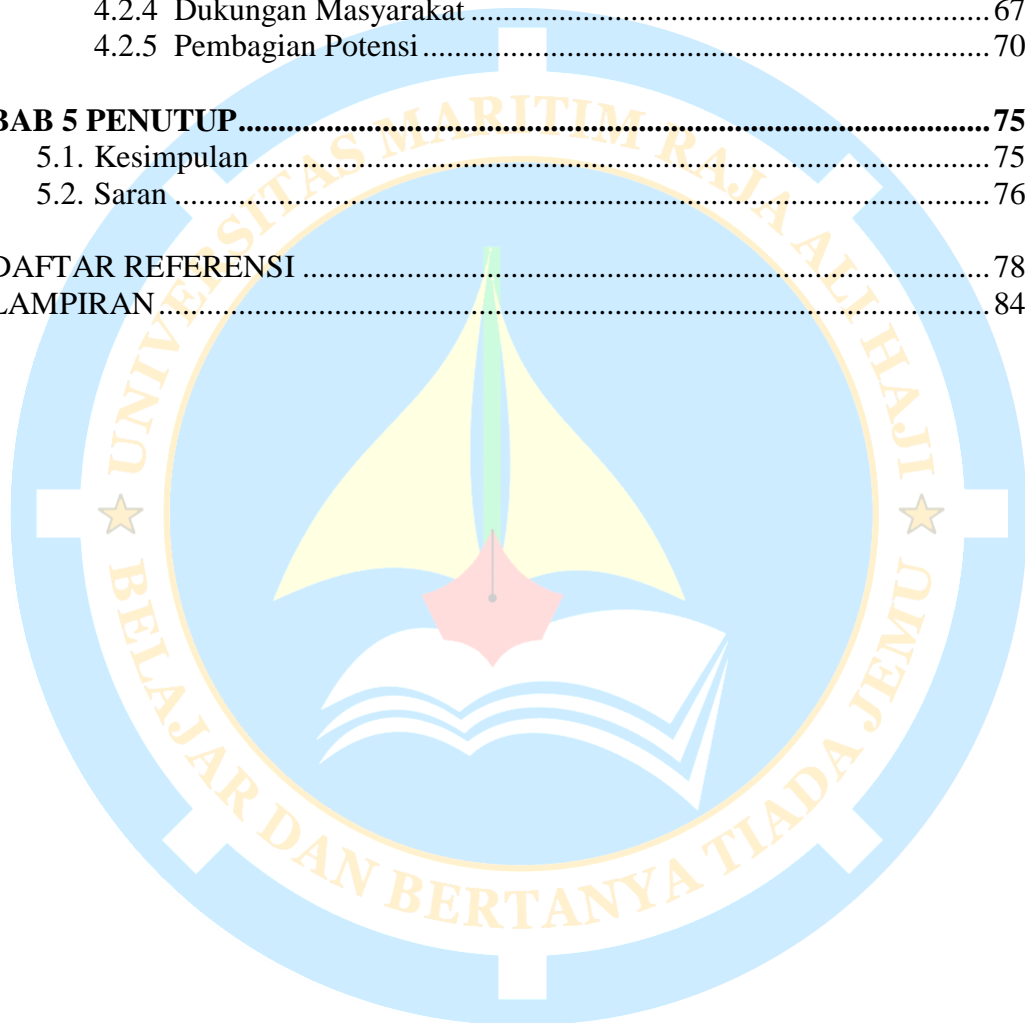 4.2.4 Dukungan Masyarakat ........................................................................ 67
4.2.5 Pembagian Potensi ............................................................................... 70
BAB 5 PENUTUP ............................................................................................ 75
5.1. Kesimpulan ............................................................................................ 75
5.2. Saran ...................................................................................................... 76
DAFTAR REFERENSI ................................................................................... 78
LAMPIRAN ..................................................................................................... 84
UNIVERSITAS MARITIM RAJA ALI HAJI
BELAJAR DAN BERTANYA TIADA JEMU